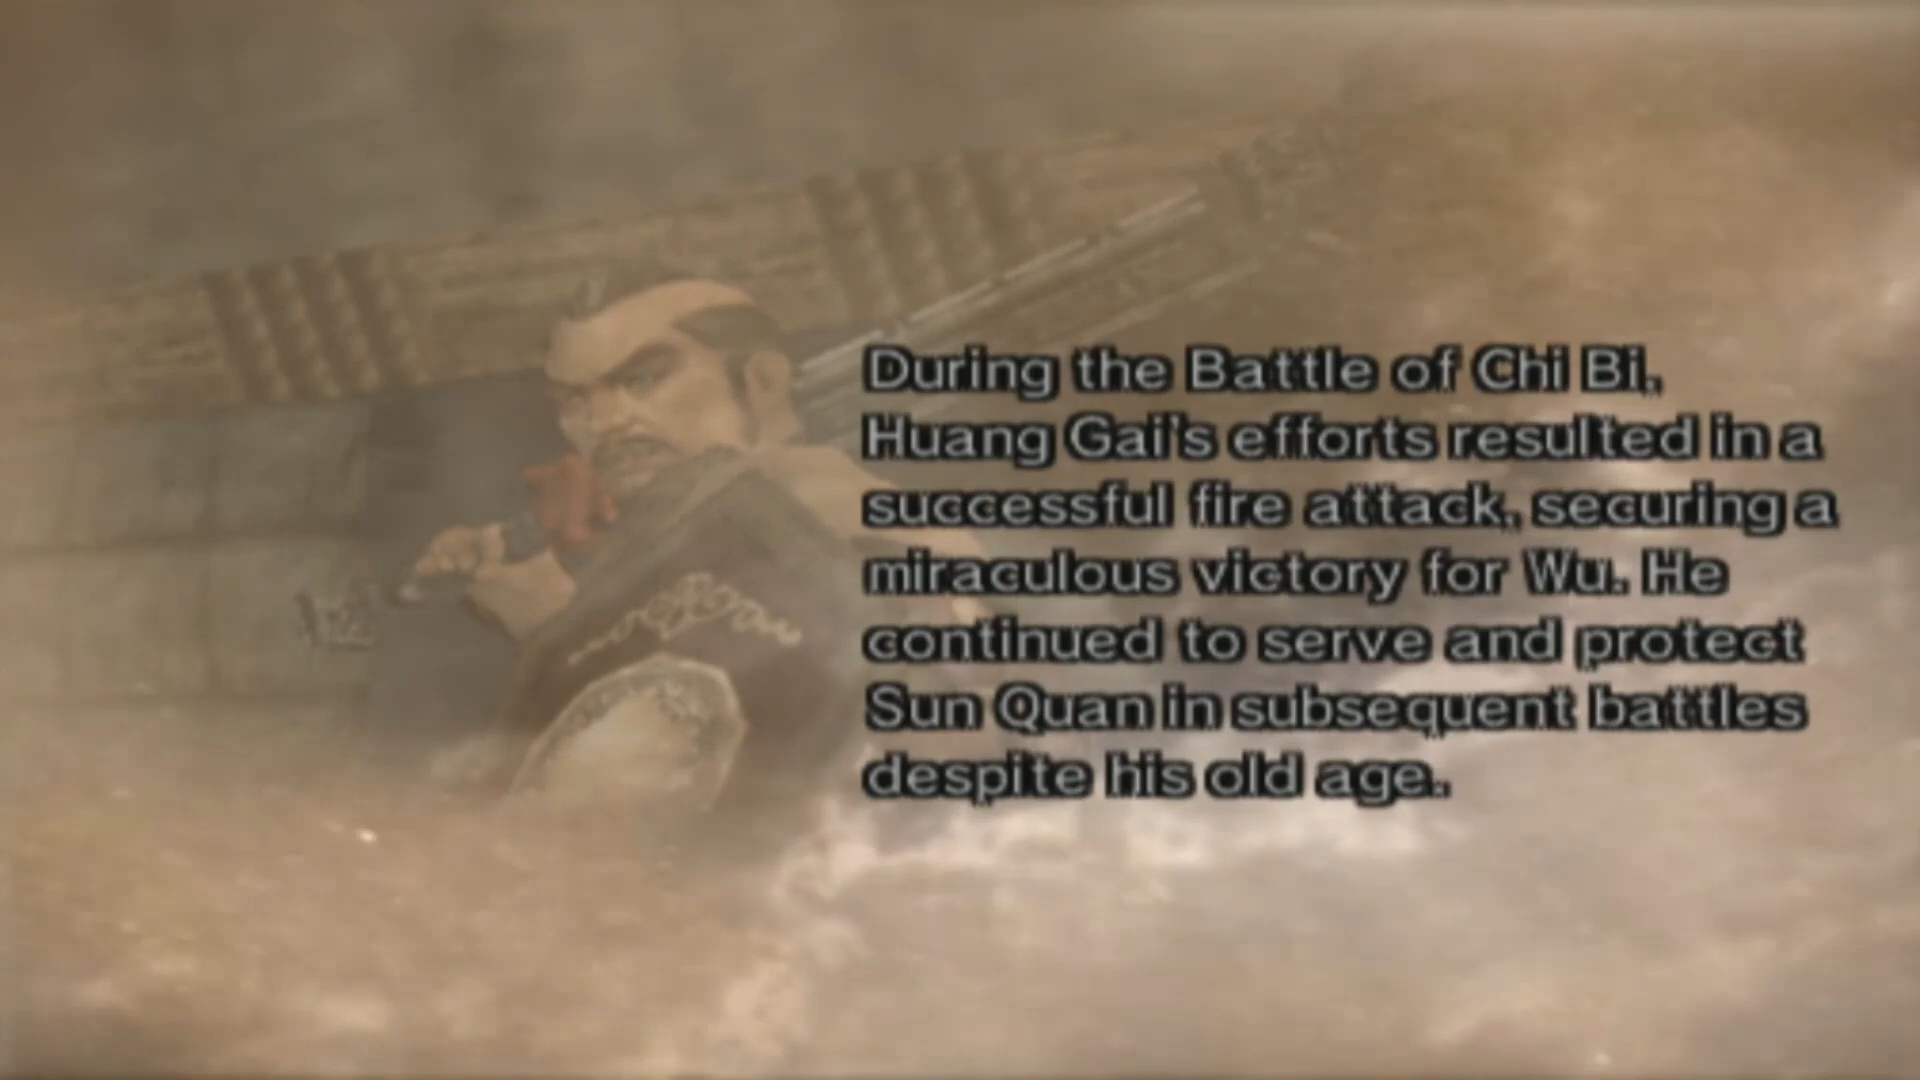 During the Battle of Chi Bi,
Huang Gai's efforts resulted in a
successful fire attack, securing a
miraculous victory for Wu. He
continued to serve and protect
Sun Quan in subsequent battles
despite his old age.